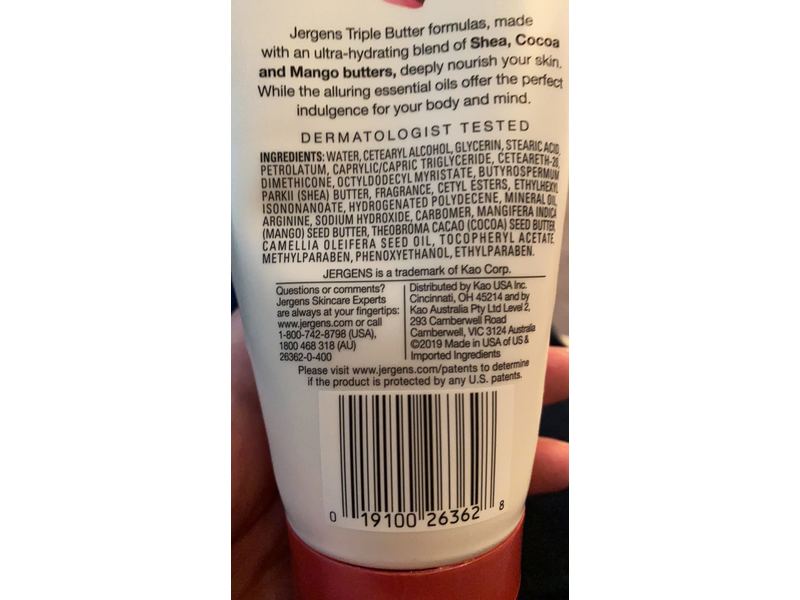 Jergens Triple Butter formulas, made
with an ultra-hydrating blend of Shea, Cocoa
and Mango butters, deeply nourish your skin.
While the alluring essential oils offer the perfect
indulgence for your body and mind.
DERMATOLOGIST TESTED
INGREDIENTS: WATER, CETEARYL ALCOHOL, GLYCERIN, STEARIC ACID,
PETROLATUM, CAPRYLIC/CAPRIC TRIGLYCERIDE, CETEARETH-20,
DIMETHICONE, OCTYLDODECYL MYRISTATE, BUTYROSPERMUM
PARKII (SHEA) BUTTER, FRAGRANCE, CETYL ESTERS, ETHYLHEXYL
ISONONANOATE, HYDROGENATED POLYDECENE, MINERAL OIL,
ARGININE, SODIUM HYDROXIDE, CARBOMER, MANGIFERA INDICA
(MANGO) SEED BUTTER, THEOBROMA CACAO (COCOA) SEED BUTTER,
CAMELLIA OLEIFERA SEED OIL, TOCOPHERYL ACETATE,
METHYLPARABEN, PHENOXYETHANOL, ETHYLPARABEN.
JERGENS is a trademark of Kao Corp.
Questions or comments?
Jergens Skincare Experts
are always at your fingertips:
www.jergens.com or call
1-800-742-8798 (USA),
1800 468 318 (AU)
26362-0-400
Distributed by Kao USA Inc.
Cincinnati, OH 45214 and by
Kao Australia Pty Ltd Level 2,
293 Camberwell Road
Camberwell, VIC 3124 Australia
©2019 Made in USA of US &
Imported Ingredients
Please visit www.jergens.com/patents to determine
if the product is protected by any U.S. patents.
0 19100 26362 8